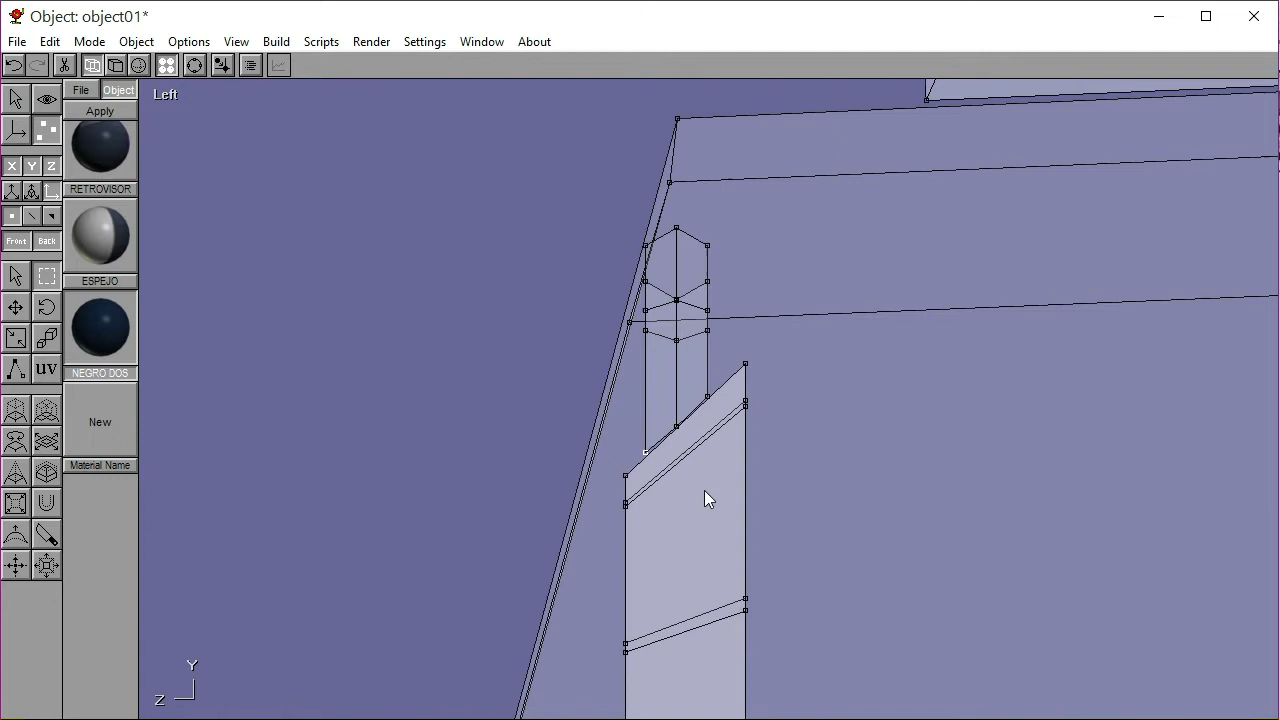 Object: object01*
File Edit Mode Object Options View Build Scripts Render Settings Window About
File Object
Left
Apply
X Y Z
RETROVISOR
Front Back
ESPEJO
uv
NEGRO DOS
New
Material Name
Y
Z